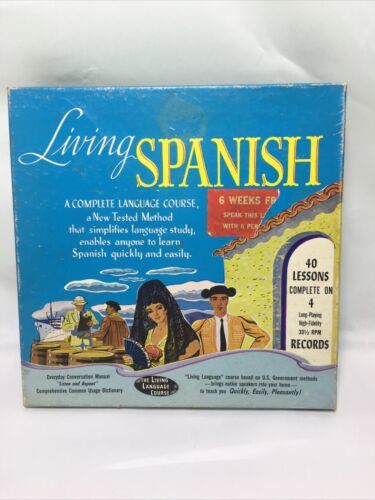 Living SPANISH
A COMPLETE LANGUAGE COURSE,
a New Tested Method
that simplifies language study,
enables anyone to learn
Spanish quickly and easily.
6 WEEKS
SPEAK THIS
WITH A
40
LESSONS
COMPLETE ON
4
Long-Playing
High-Fidelity
33⅓ RPM
RECORDS
Everyday Conversation Manual
"Listen and Repeat"
Comprehensive Common Usage Dictionary
THE LIVING
LANGUAGE
COURSE
"Living Language" course based on U.S. Government methods
—brings native speakers into your home—
to teach you Quickly, Easily, Pleasantly!